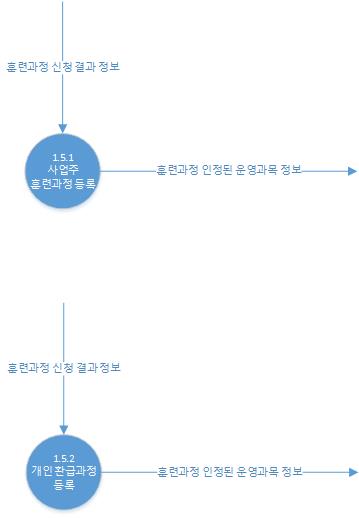 훈련과정 신청 결과 정보
1.5.1
사업주
훈련과정 등록
훈련과정 인정된 운영과목 정보
훈련과정 신청 결과 정보
1.5.2
개인 환급과정
등록
훈련과정 인정된 운영과목 정보